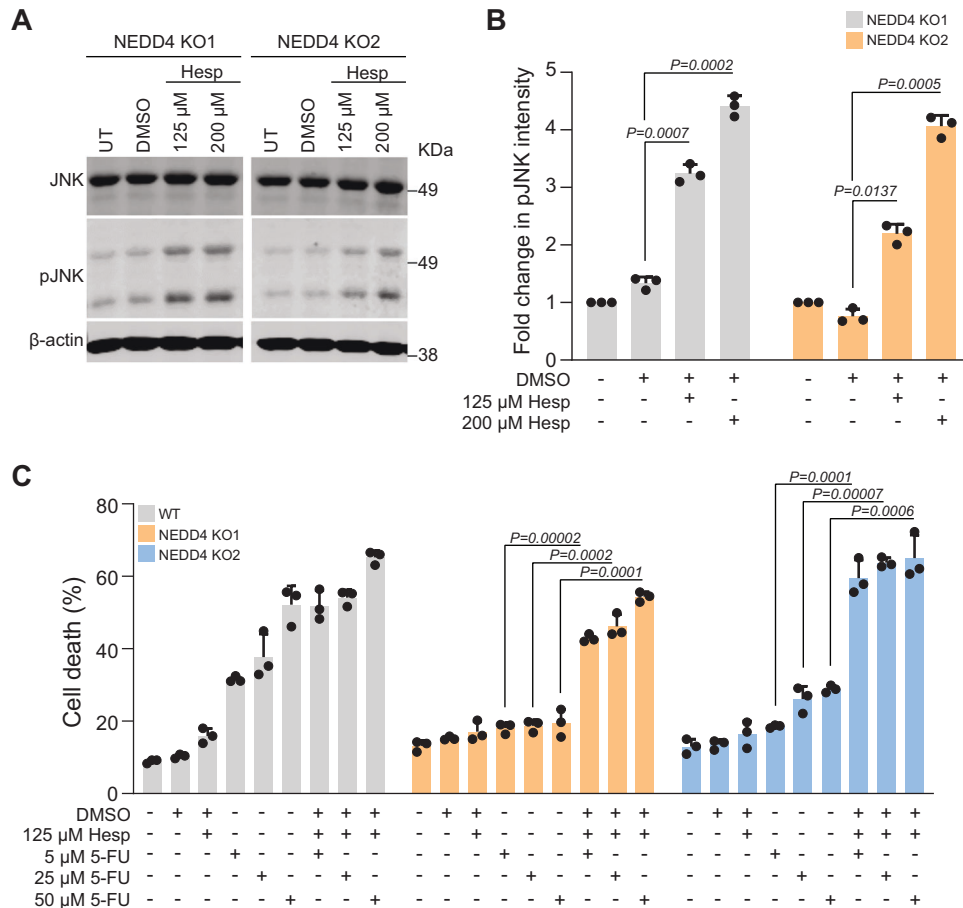 A
NEDD4 KO1 NEDD4 KO2
Hesp Hesp
UT DMSO 125 µM 200 µM UT DMSO 125 µM 200 µM KDa
JNK
49
pJNK
49
β-actin
38
B
NEDD4 KO1
NEDD4 KO2
Fold change in pJNK intensity
5
4
3
2
1
0
P=0.0002
P=0.0007
P=0.0005
P=0.0137
DMSO - + + + - + + +
125 µM Hesp - - + - - - + -
200 µM Hesp - - - + - - - +
C
WT
NEDD4 KO1
NEDD4 KO2
Cell death (%)
80
60
40
20
0
P=0.00002
P=0.0002
P=0.0001
P=0.0001
P=0.00007
P=0.0006
DMSO - + + - - - + + + - + + - - - + + + - + + - - - + + +
125 µM Hesp - - + - - - + + + - - + - - - + + + - - + - - - + + +
5 µM 5-FU - - - + - - + - - - - - + - - + - - - - - + - - + - -
25 µM 5-FU - - - - + - - + - - - - - + - - + - - - - - + - - + -
50 µM 5-FU - - - - - + - - + - - - - - + - - + - - - - - + - - +